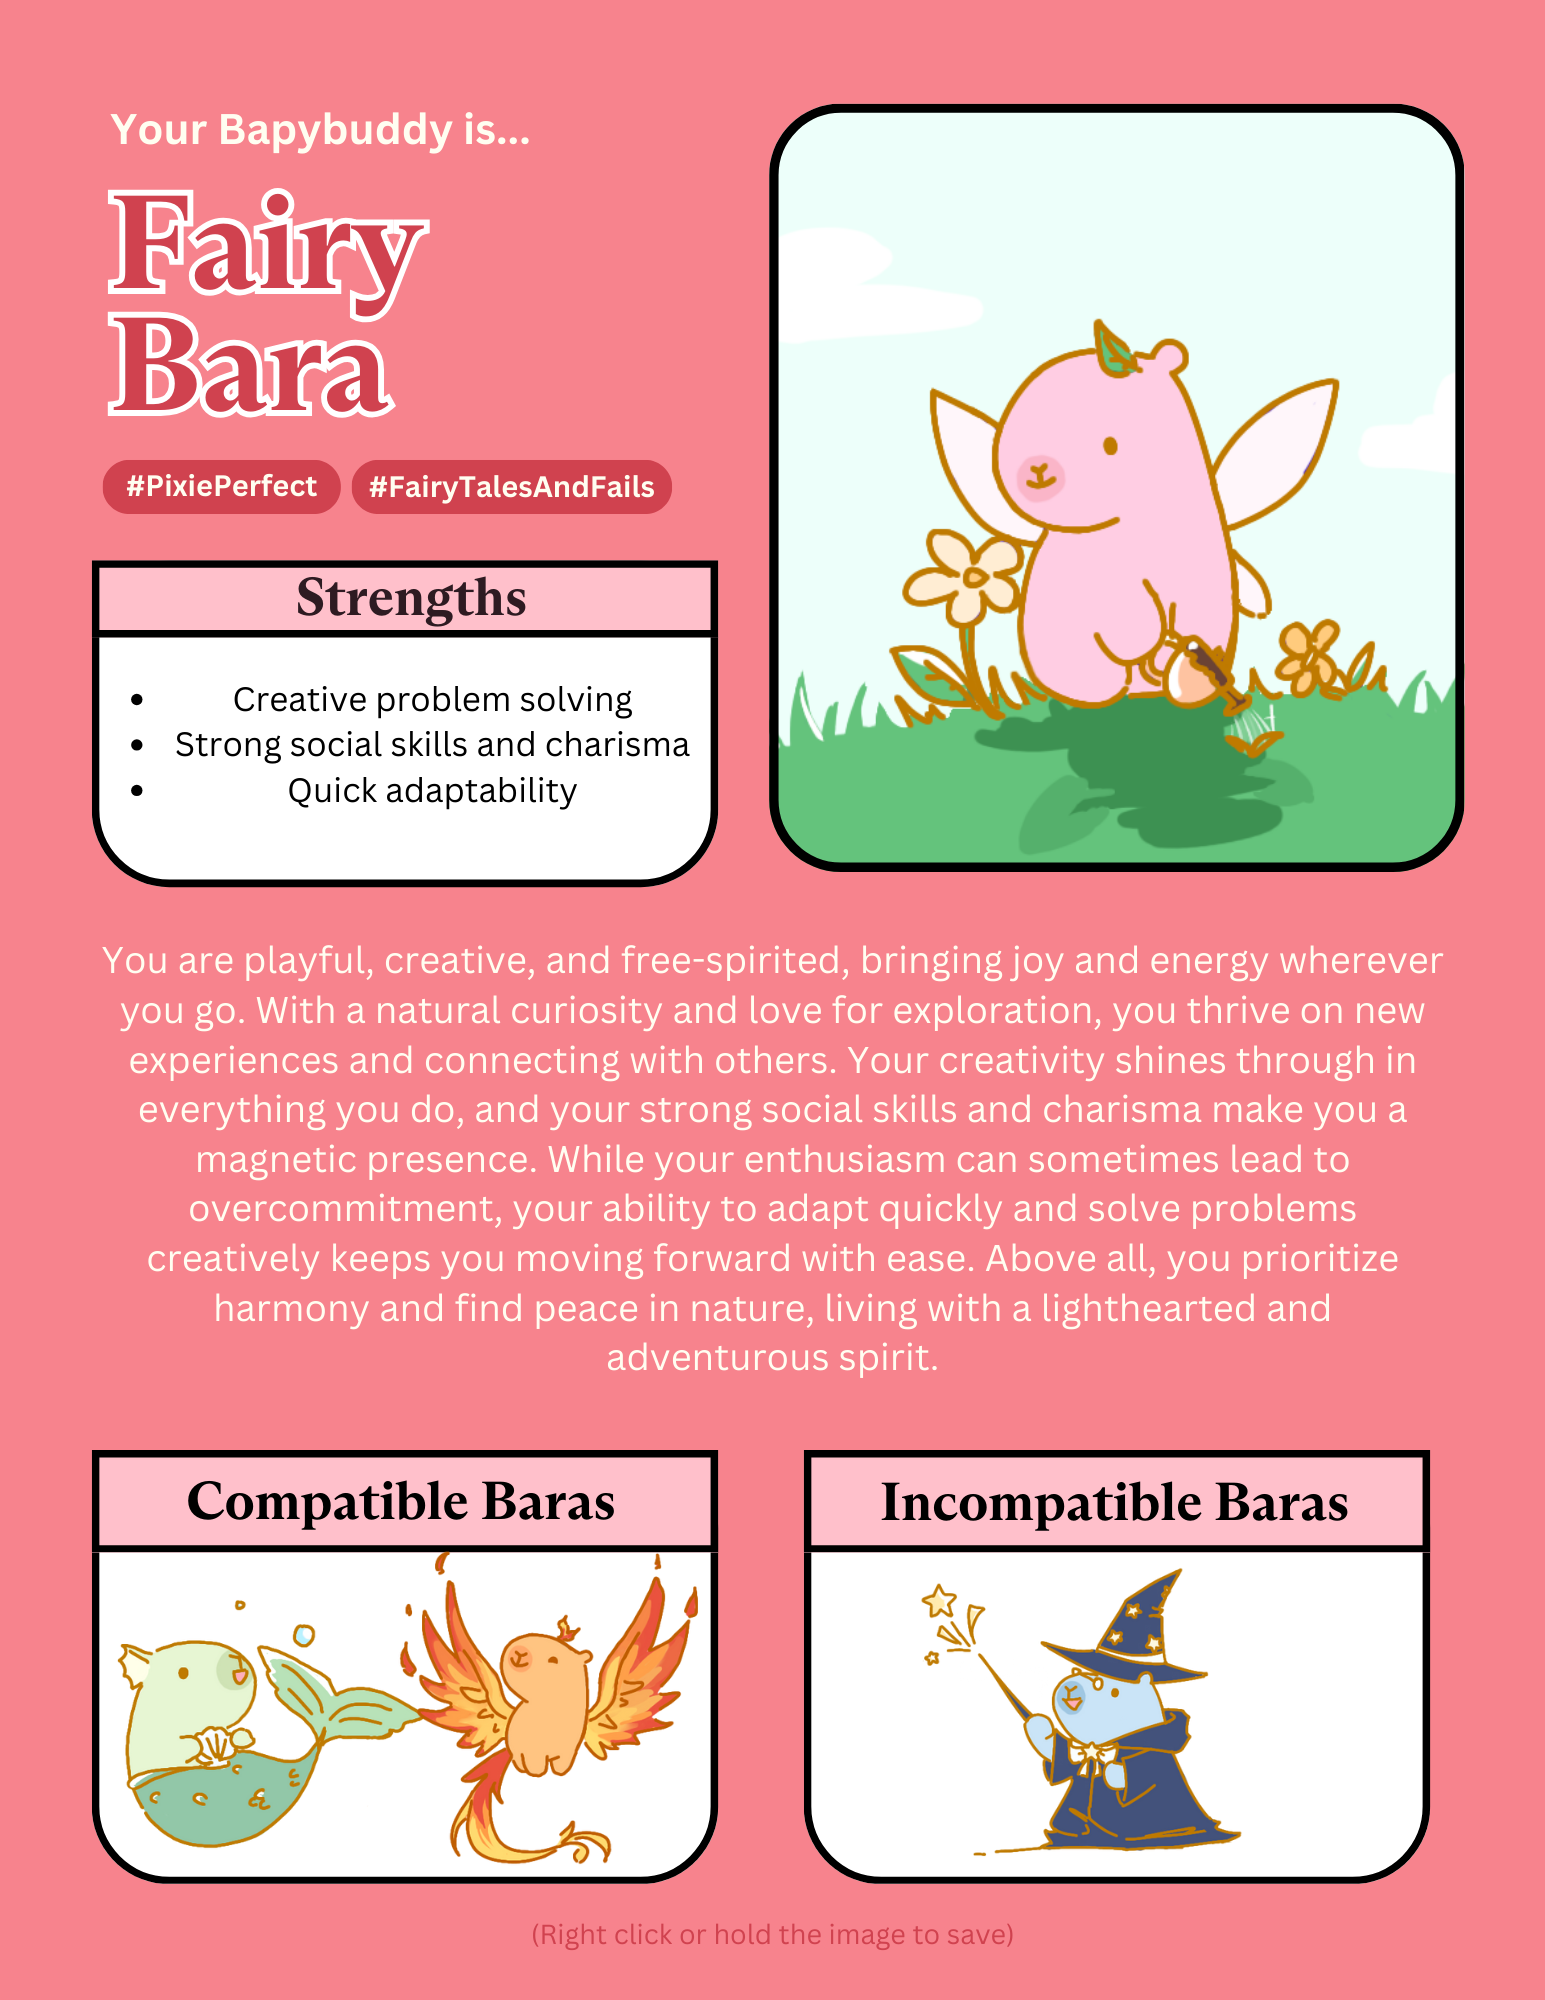 Your Bapybuddy is...
Fairy
Bara
#PixiePerfect #FairyTalesAndFails
Strengths
• Creative problem solving
• Strong social skills and charisma
• Quick adaptability
You are playful, creative, and free-spirited, bringing joy and energy wherever
you go. With a natural curiosity and love for exploration, you thrive on new
experiences and connecting with others. Your creativity shines through in
everything you do, and your strong social skills and charisma make you a
magnetic presence. While your enthusiasm can sometimes lead to
overcommitment, your ability to adapt quickly and solve problems
creatively keeps you moving forward with ease. Above all, you prioritize
harmony and find peace in nature, living with a lighthearted and
adventurous spirit.
Compatible Baras
Incompatible Baras
(Right click or hold the image to save)